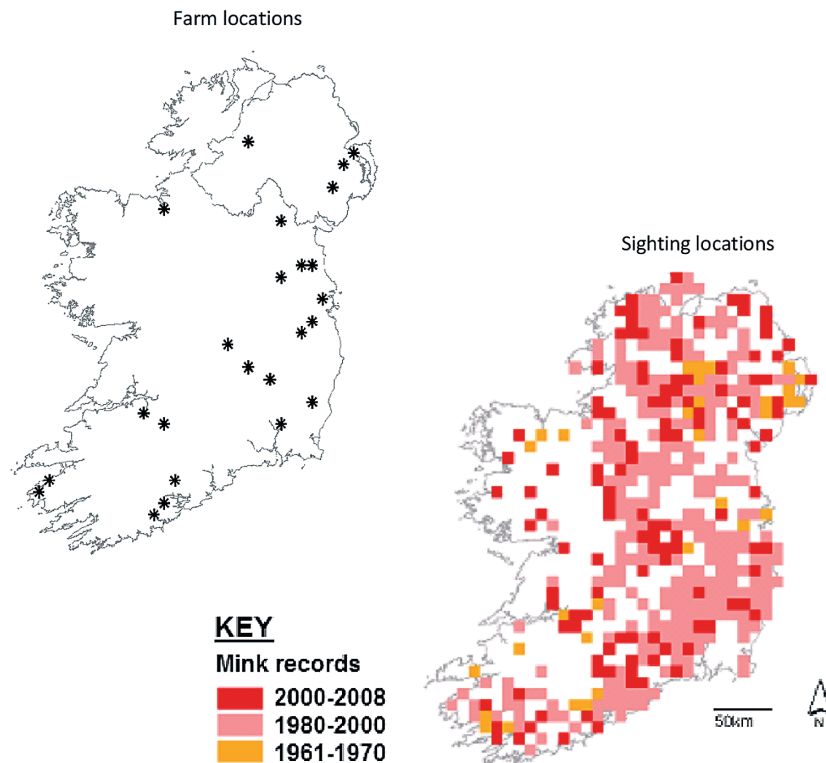 Farm locations
Sighting locations
KEY
Mink records
2000-2008
1980-2000
1961-1970
50km
N